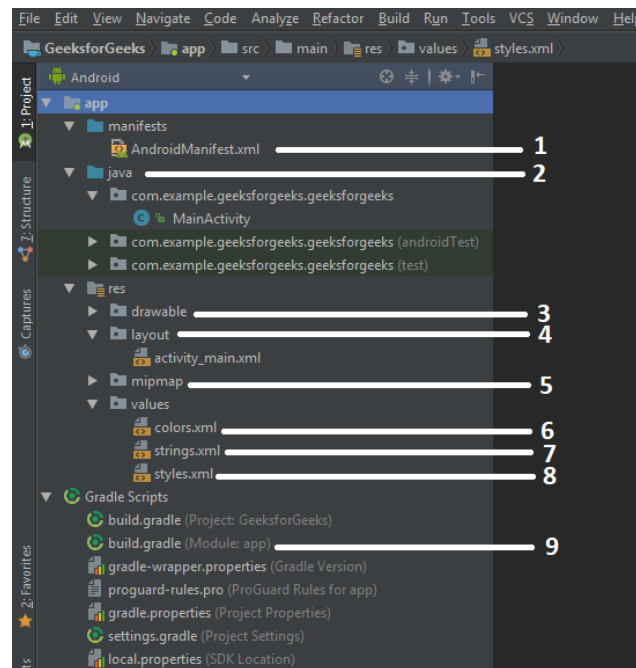 File Edit View Navigate Code Analyze Refactor Build Run Tools VCS Window Help
GeeksforGeeks app src main res values styles.xml
1: Project
7: Structure
Captures
2: Favorites
Android
app
manifests
AndroidManifest.xml 1
java 2
com.example.geeksforgeeks.geeksforgeeks
MainActivity
com.example.geeksforgeeks.geeksforgeeks (androidTest)
com.example.geeksforgeeks.geeksforgeeks (test)
res
drawable 3
layout 4
activity_main.xml
mipmap 5
values
colors.xml 6
strings.xml 7
styles.xml 8
Gradle Scripts
build.gradle (Project: GeeksforGeeks)
build.gradle (Module: app) 9
gradle-wrapper.properties (Gradle Version)
proguard-rules.pro (ProGuard Rules for app)
gradle.properties (Project Properties)
settings.gradle (Project Settings)
local.properties (SDK Location)